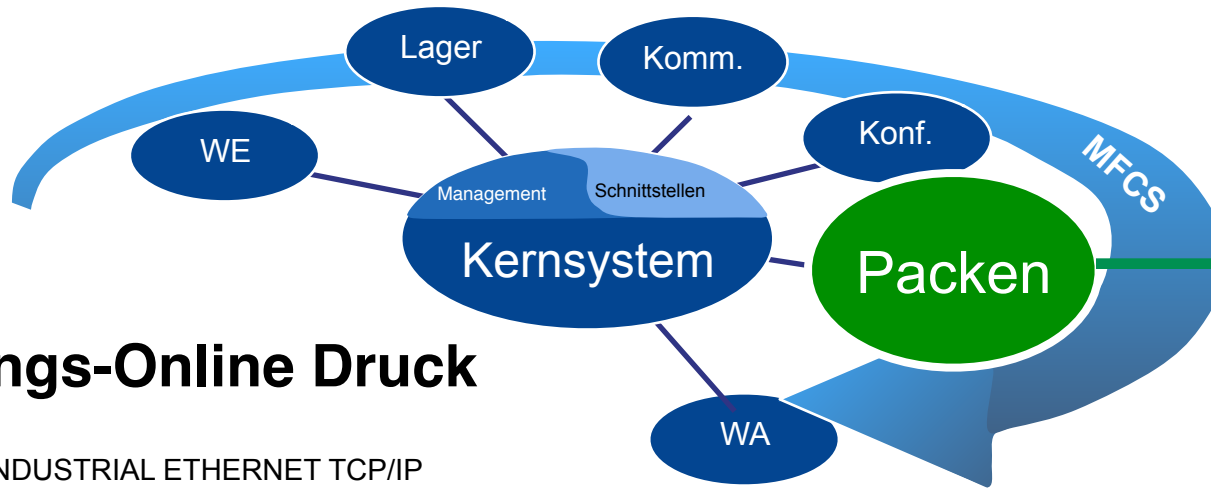 Lager
Komm.
WE
Konf.
MFCS
Management
Schnittstellen
Kernsystem
Packen
ngs-Online Druck
WA
NDUSTRIAL ETHERNET TCP/IP